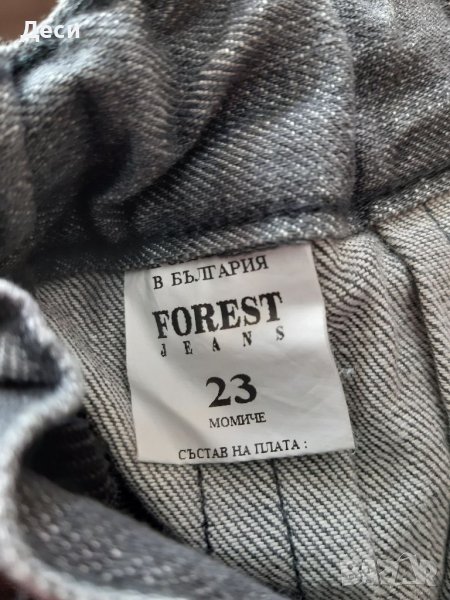 Деси
В БЪЛГАРИЯ
FOREST
JEANS
23
МОМИЧЕ
СЪСТАВ НА ПЛАТА :